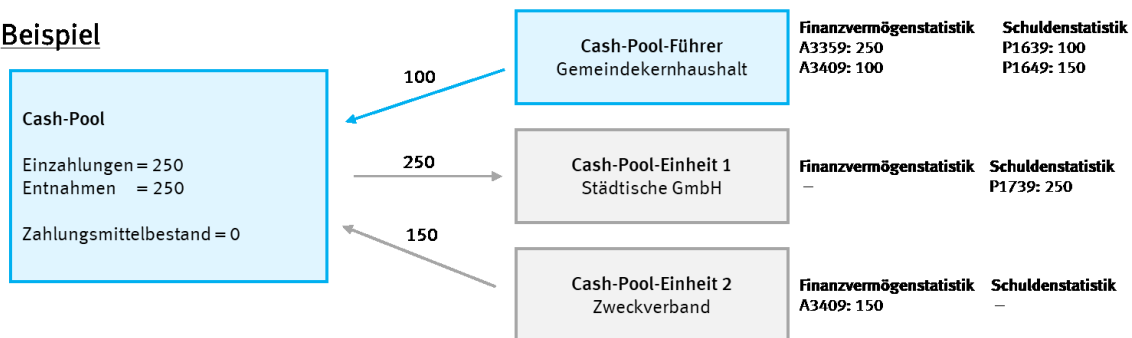 Beispiel
Cash-Pool
Einzahlungen = 250
Entnahmen = 250
Zahlungsmittelbestand = 0
100
250
150
Cash-Pool-Führer
Gemeindekernhaushalt
Finanzvermögenstatistik Schuldenstatistik
A3359: 250 P1639: 100
A3409: 100 P1649: 150
Cash-Pool-Einheit 1
Städtische GmbH
Finanzvermögenstatistik Schuldenstatistik
– P1739: 250
Cash-Pool-Einheit 2
Zweckverband
Finanzvermögenstatistik Schuldenstatistik
A3409: 150 –